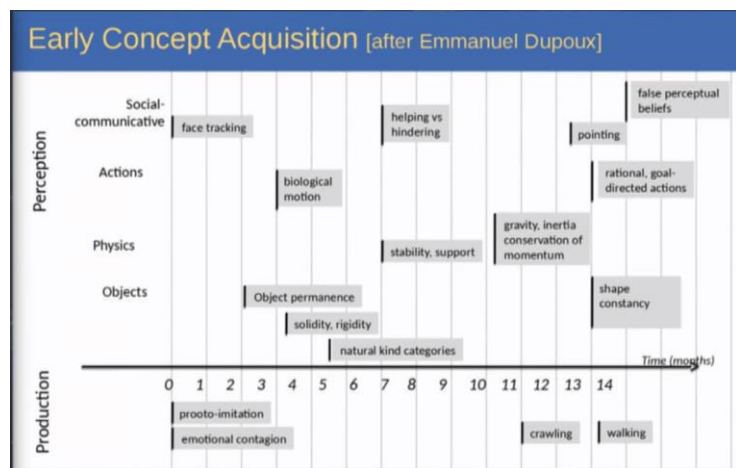 Early Concept Acquisition [after Emmanuel Dupoux]
Perception
Social-
communicative
face tracking
helping vs
hindering
pointing
false perceptual
beliefs
Actions
biological
motion
rational, goal-
directed actions
Physics
stability, support
gravity, inertia
conservation of
momentum
Objects
Object permanence
solidity, rigidity
natural kind categories
shape
constancy
Time (months)
0 1 2 3 4 5 6 7 8 9 10 11 12 13 14
Production
prooto-imitation
emotional contagion
crawling
walking